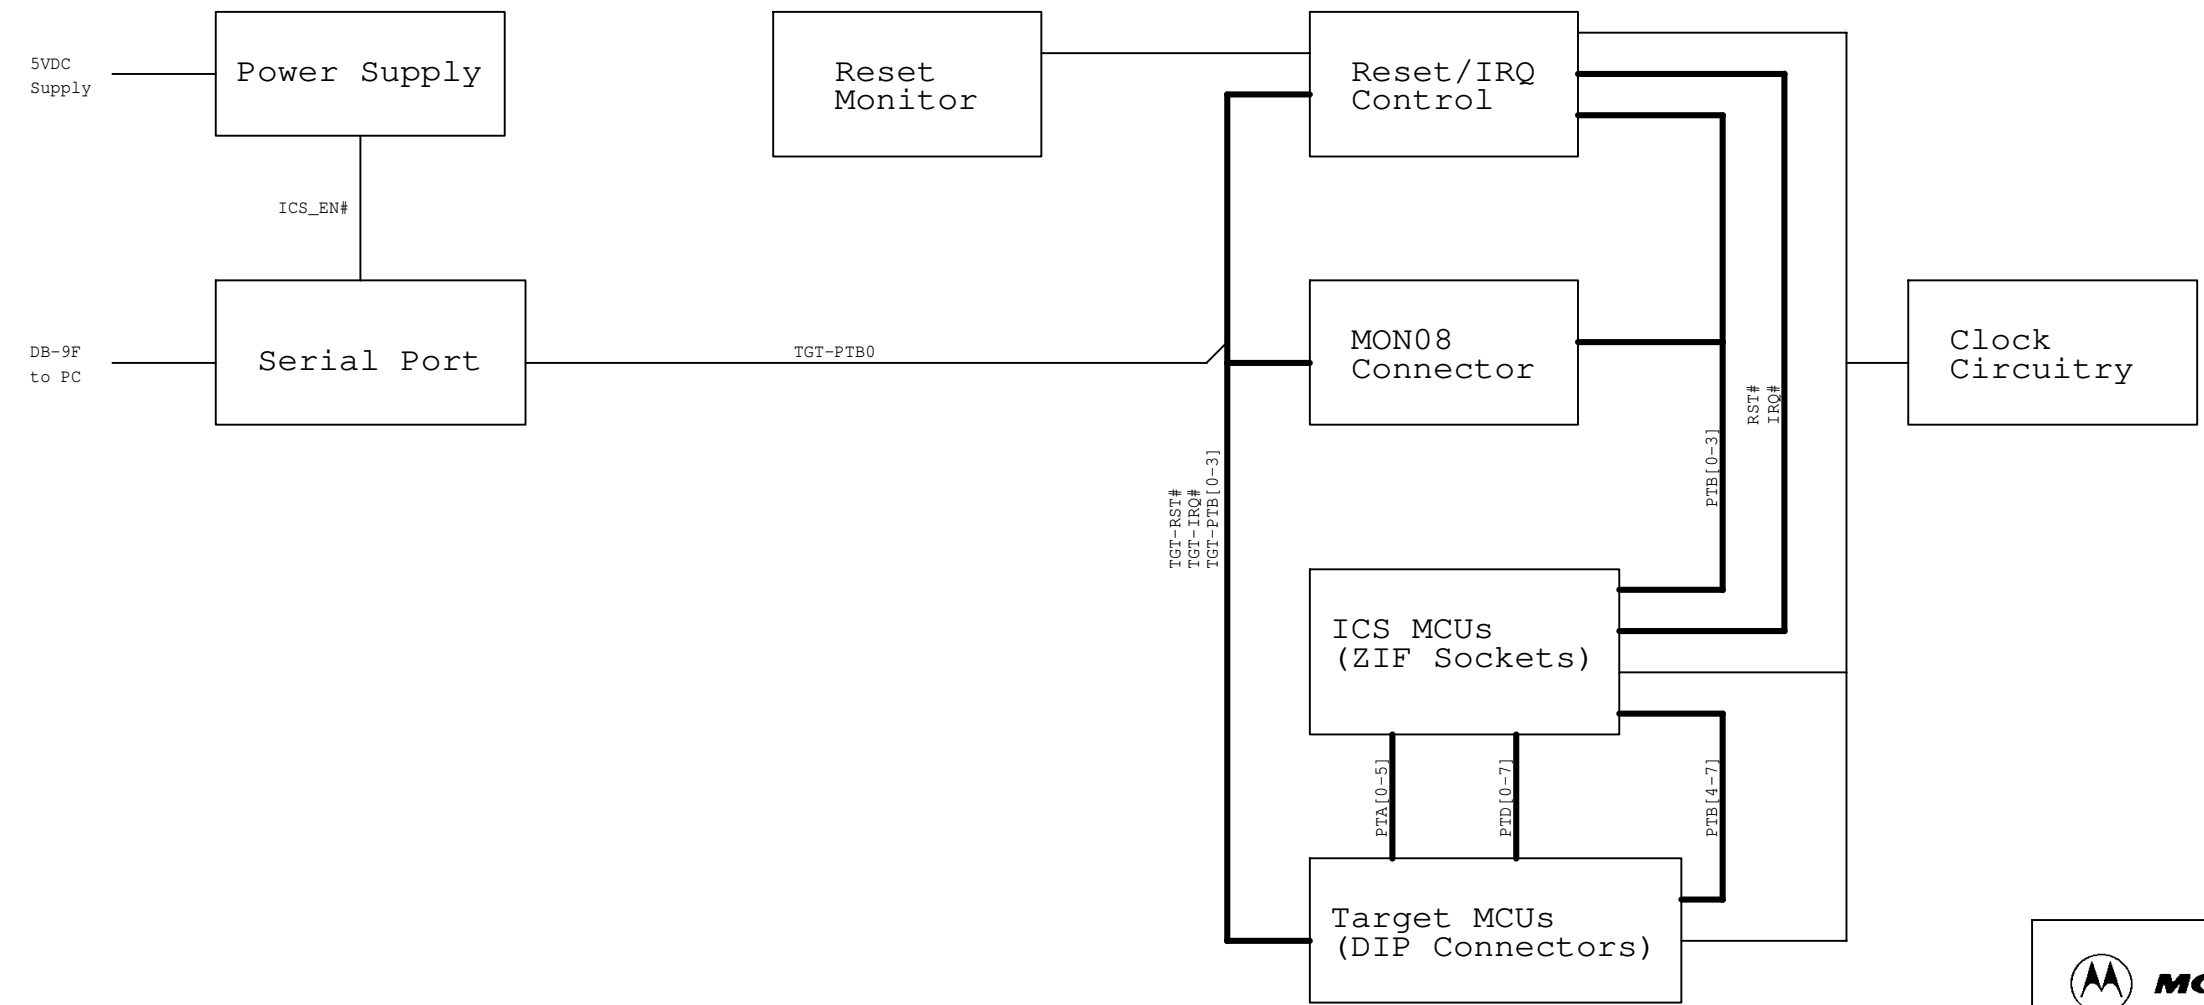 5VDC
Supply
Power Supply
Reset
Monitor
Reset/IRQ
Control
ICS_EN#
DB-9F
to PC
Serial Port
TGT-PTB0
MON08
Connector
Clock
Circuitry
RST#
IRQ#
PTB[0-3]
TGT-RST#
TGT-IRQ#
TGT-PTB[0-3]
ICS MCUs
(ZIF Sockets)
PTA[0-5]
PTD[0-7]
PTB[4-7]
Target MCUs
(DIP Connectors)